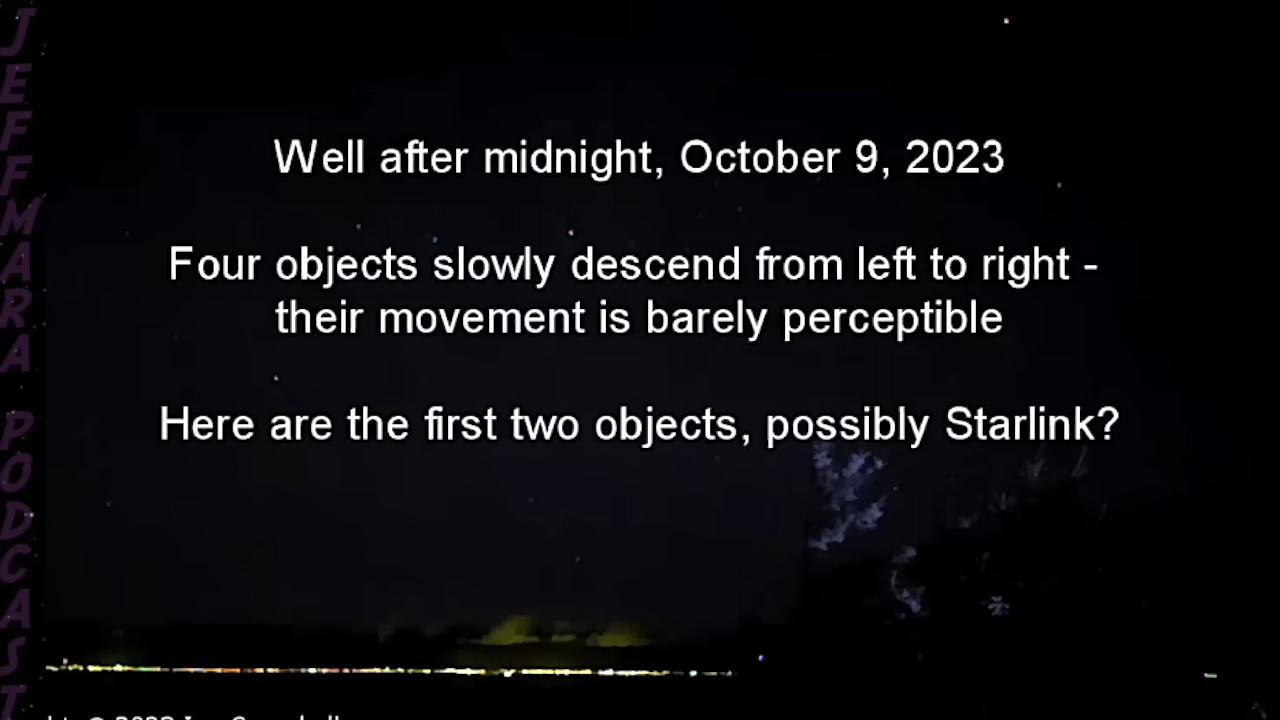 JEFFMARA PODCAST
Well after midnight, October 9, 2023
Four objects slowly descend from left to right -
their movement is barely perceptible
Here are the first two objects, possibly Starlink?